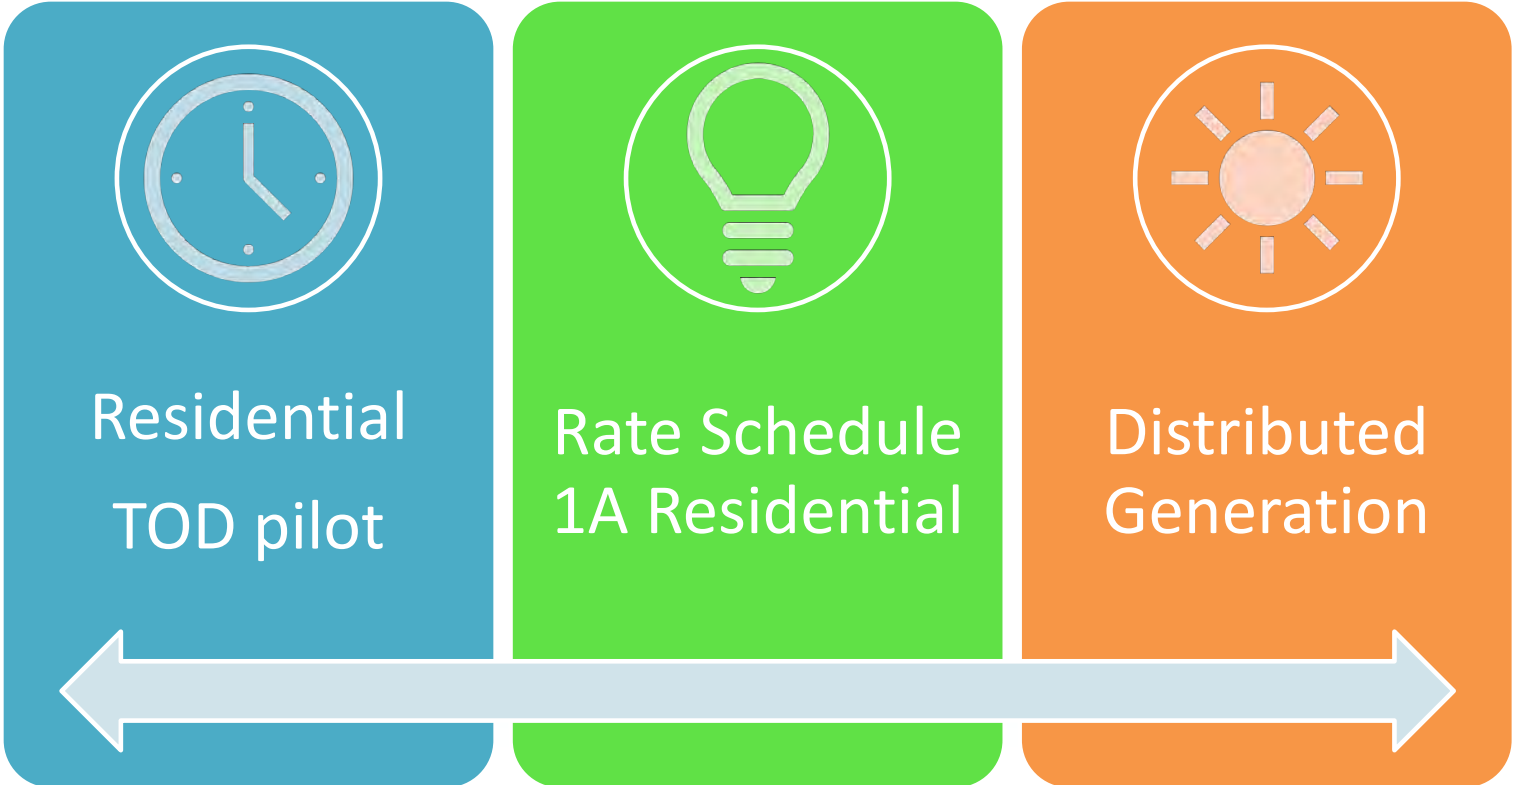 Residential
TOD pilot
Rate Schedule
1A Residential
Distributed
Generation